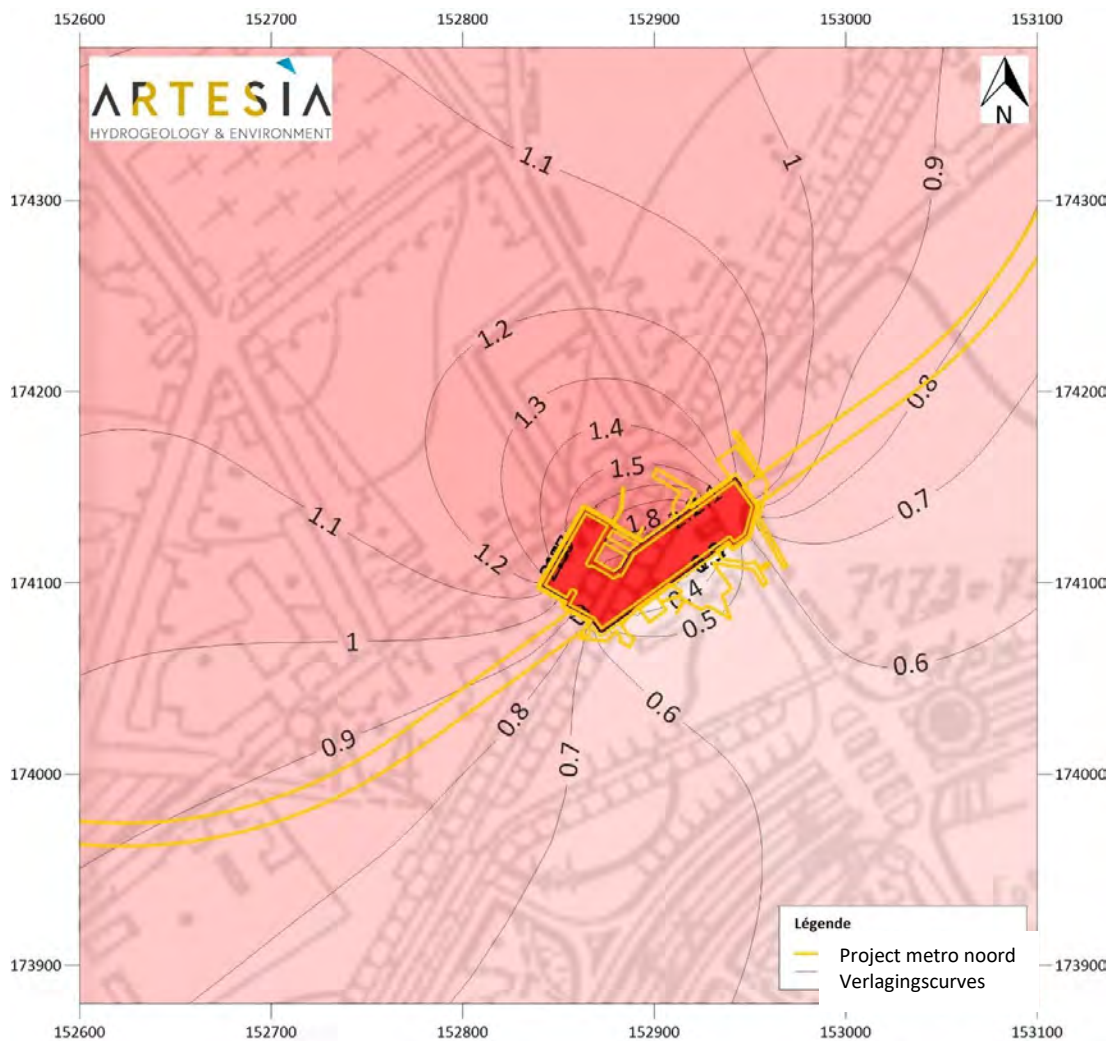 152600 152700 152800 152900 153000 153100
ARTESIA
HYDROGEOLOGY & ENVIRONMENT
N
1.1
1
0.9
174300 174300
1.2
1.3
174200 0.8 174200
1.4
1.5
0.7
1.8
1.1
1.2
174100 174100
0.4
0.5
1
0.6
0.6
0.8
0.9
0.7
174000 174000
Légende
Project metro noord
Verlagingscurves
173900 173900
152600 152700 152800 152900 153000 153100